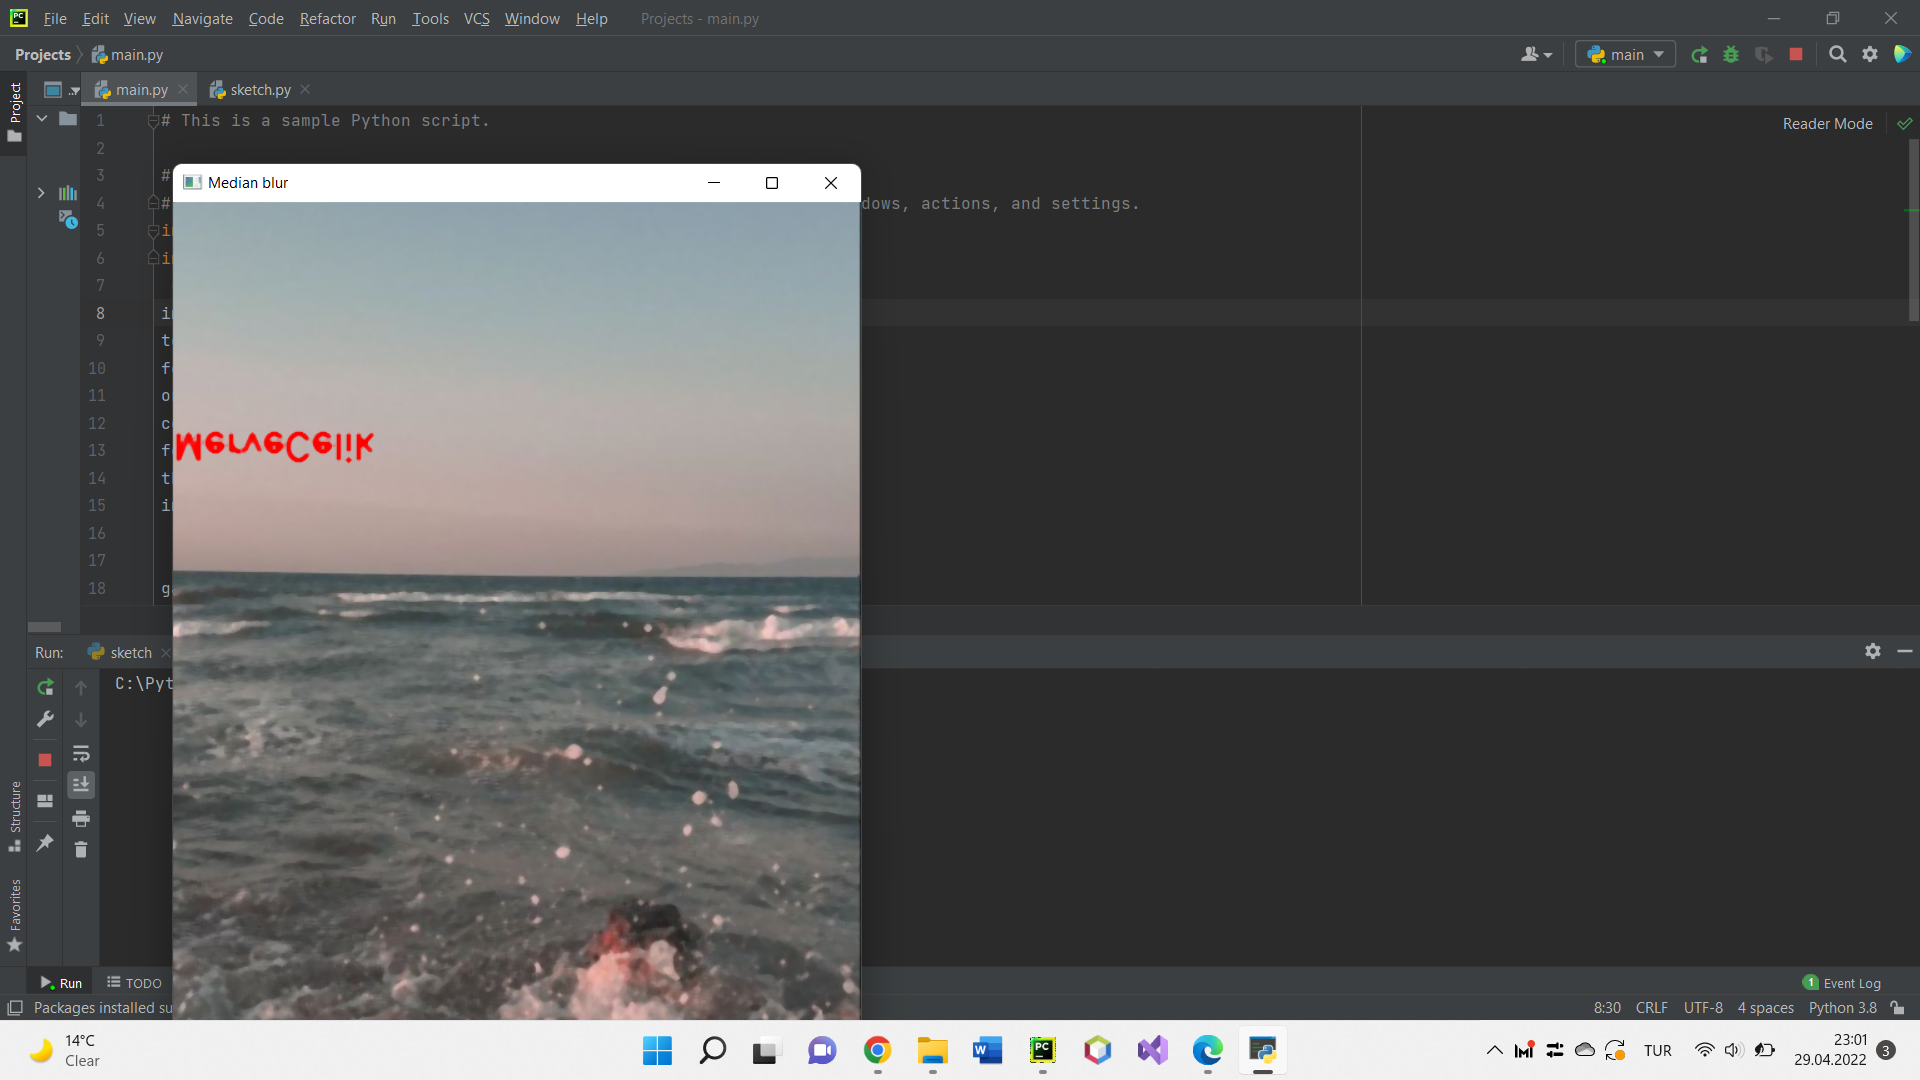 File Edit View Navigate Code Refactor Run Tools VCS Window Help Projects - main.py
Projects main.py main
Project main.py sketch.py
Reader Mode
1 # This is a sample Python script.
2
Median blur
3 #
4 # dows, actions, and settings.
5
6
7
8
9
10
11
12
MerveCelik
13
14
15
16
17
18
Run: sketch
C:\Pyt
Structure
Favorites
Run TODO Event Log
1
Packages installed su 8:30 CRLF UTF-8 4 spaces Python 3.8
14°C
Clear
TUR
23:01
29.04.2022
3